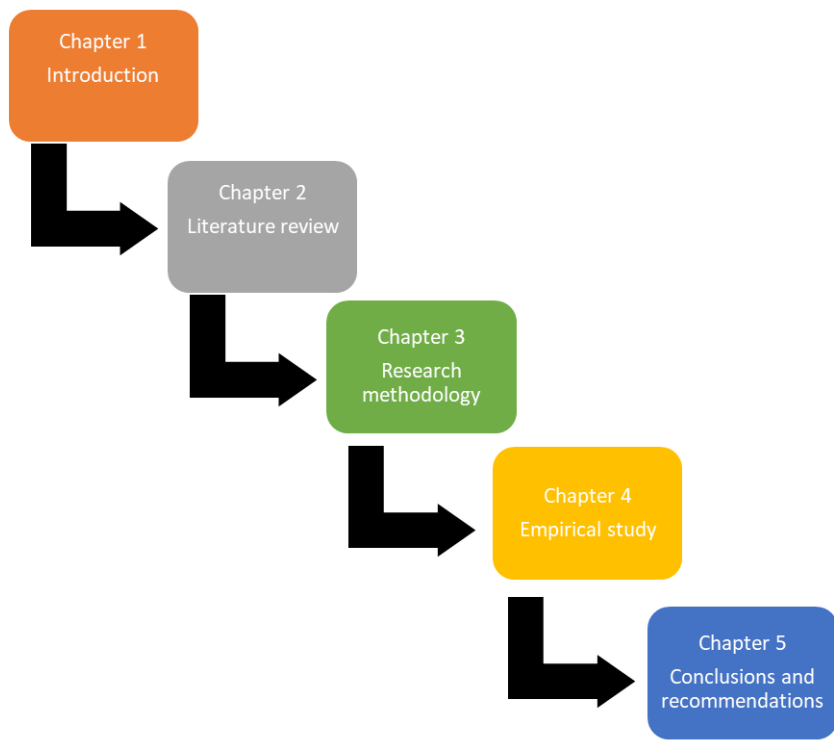 Chapter 1
Introduction
Chapter 2
Literature review
Chapter 3
Research
methodology
Chapter 4
Empirical study
Chapter 5
Conclusions and
recommendations